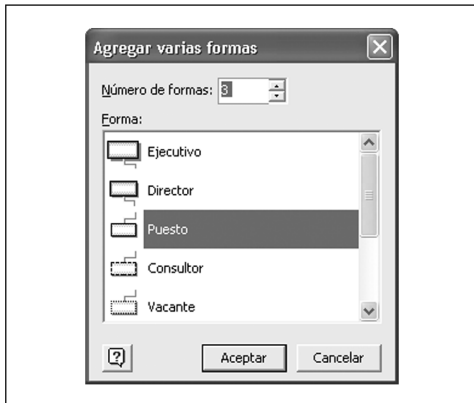 Agregar varias formas
Número de formas: 3
Forma:
Ejecutivo
Director
Puesto
Consultor
Vacante
? Aceptar Cancelar